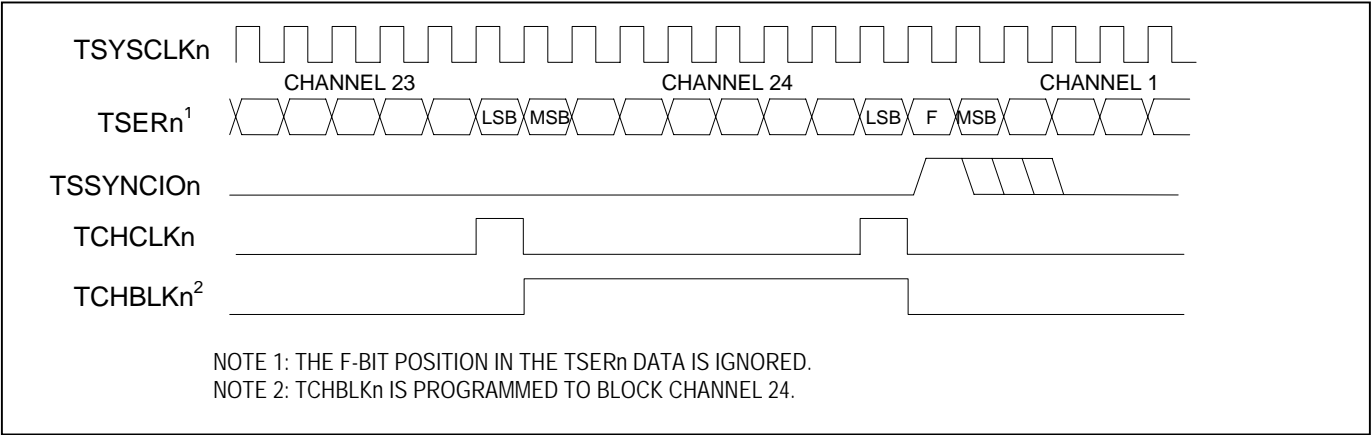 TSYSCLKn
CHANNEL 23 CHANNEL 24 CHANNEL 1
TSERn1 LSB MSB LSB F MSB
TSSYNCIOn
TCHCLKn
TCHBLKn2
NOTE 1: THE F-BIT POSITION IN THE TSERn DATA IS IGNORED.
NOTE 2: TCHBLKn IS PROGRAMMED TO BLOCK CHANNEL 24.